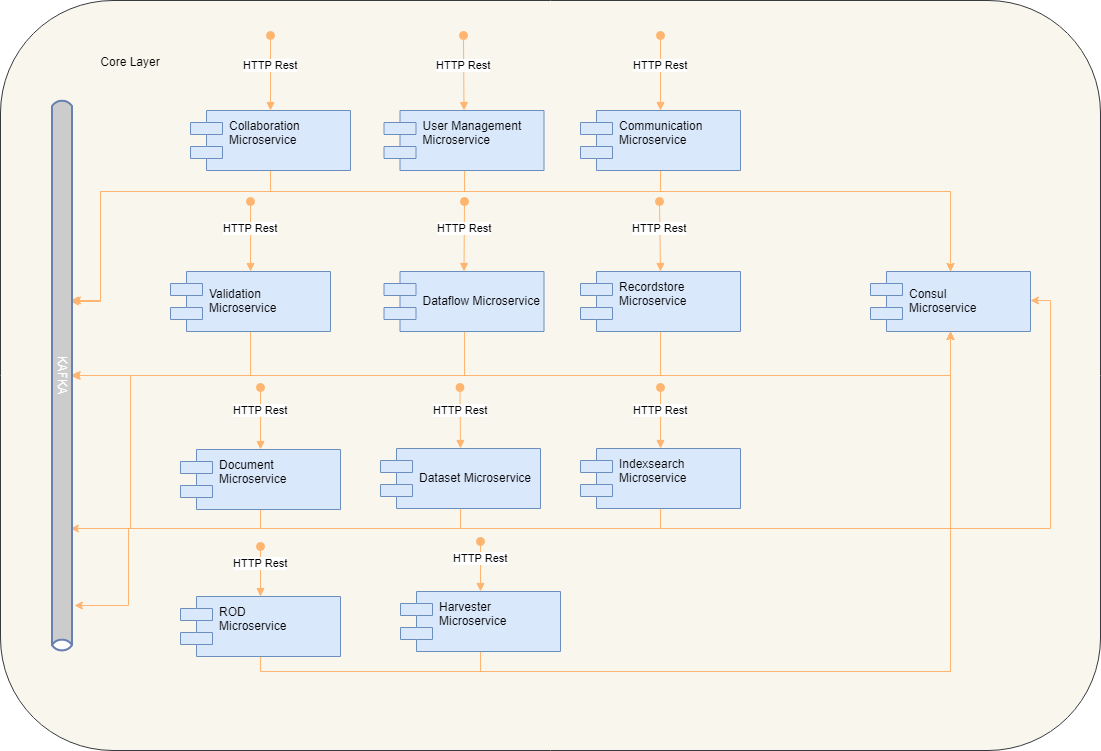 Core Layer
HTTP Rest
HTTP Rest
HTTP Rest
Collaboration
Microservice
User Management
Microservice
Communication
Microservice
HTTP Rest
HTTP Rest
HTTP Rest
Validation
Microservice
Dataflow Microservice
Recordstore
Microservice
Consul
Microservice
KAFKA
HTTP Rest
HTTP Rest
HTTP Rest
Document
Microservice
Dataset Microservice
Indexsearch
Microservice
HTTP Rest
HTTP Rest
ROD
Microservice
Harvester
Microservice